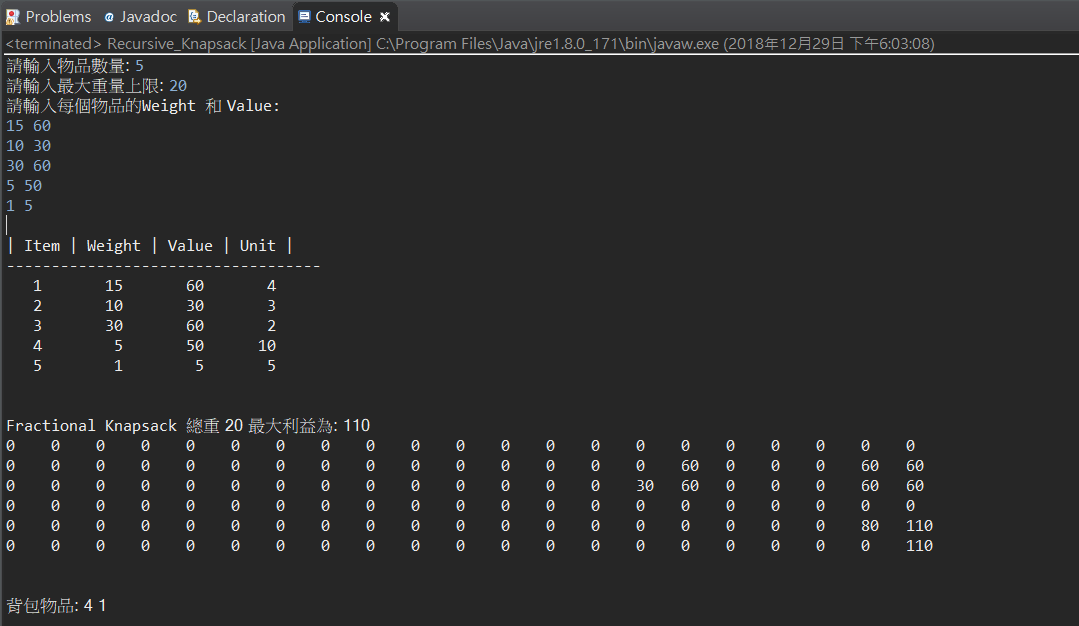 Problems @ Javadoc Declaration Console
<terminated> Recursive_Knapsack [Java Application] C:\Program Files\Java\jre1.8.0_171\bin\javaw.exe (2018年12月29日 下午6:03:08)
請輸入物品數量: 5
請輸入最大重量上限: 20
請輸入每個物品的Weight 和 Value:
15 60
10 30
30 60
5 50
1 5
| Item | Weight | Value | Unit |
-----------------------------------
1 15 60 4
2 10 30 3
3 30 60 2
4 5 50 10
5 1 5 5
Fractional Knapsack 總重 20 最大利益為: 110
0 0 0 0 0 0 0 0 0 0 0 0 0 0 0 0 0 0 0 0 0
0 0 0 0 0 0 0 0 0 0 0 0 0 0 0 60 0 0 0 60 60
0 0 0 0 0 0 0 0 0 0 0 0 0 0 30 60 0 0 0 60 60
0 0 0 0 0 0 0 0 0 0 0 0 0 0 0 0 0 0 0 0 0
0 0 0 0 0 0 0 0 0 0 0 0 0 0 0 0 0 0 0 80 110
0 0 0 0 0 0 0 0 0 0 0 0 0 0 0 0 0 0 0 0 110
背包物品: 4 1